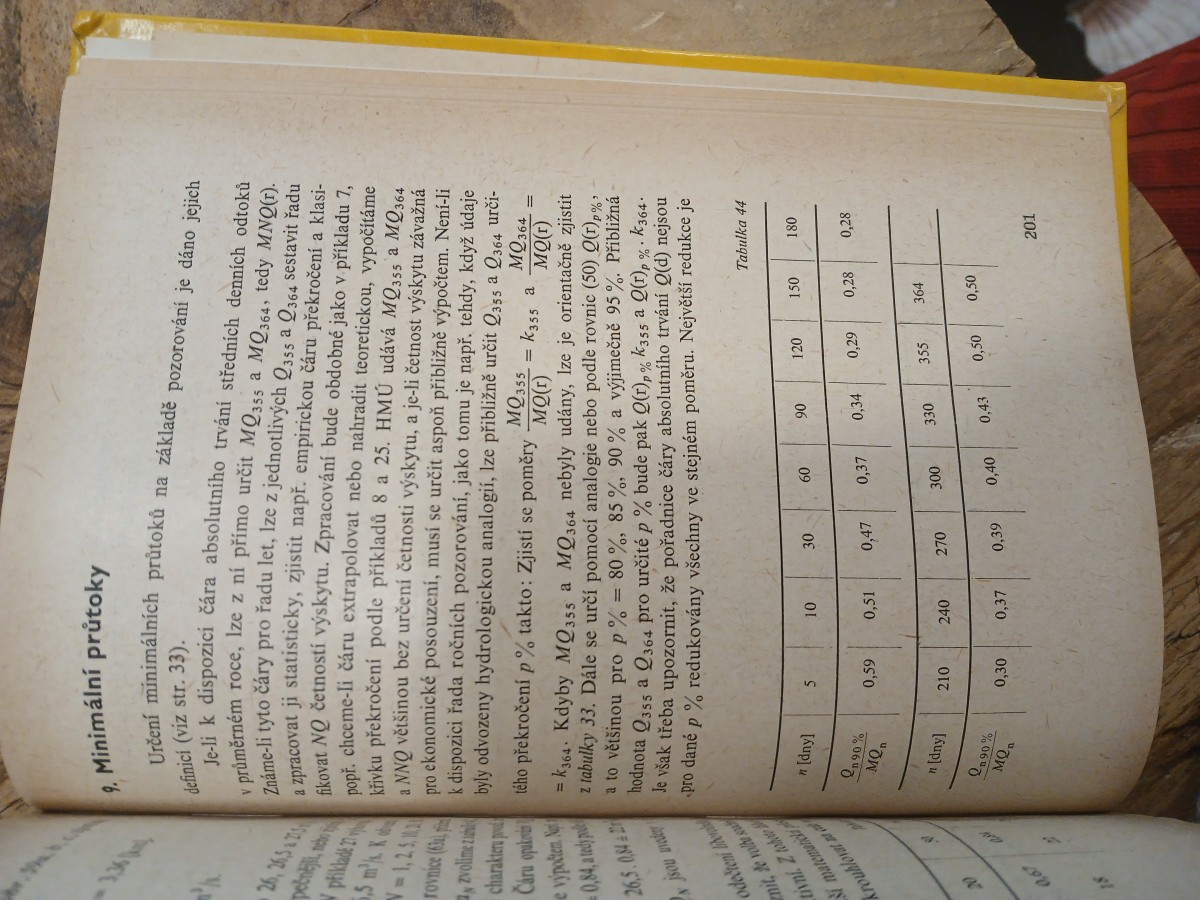 9. Minimální průtoky
Určení minimálních průtoků na základě pozorování je dáno jejich
definicí (viz str. 33).
Je-li k dispozici čára absolutního trvání středních denních odtoků
v průměrném roce, lze z ní přímo určit MQ355 a MQ364, tedy MNQ(r).
Známe-li tyto čáry pro řadu let, lze z jednotlivých Q355 a Q364 sestavit řadu
a zpracovat ji statisticky, zjistit např. empirickou čáru překročení a klasi-
fikovat NQ četností výskytu. Zpracování bude obdobné jako v příkladu 7,
popř. chceme-li čáru extrapolovat nebo nahradit teoretickou, vypočítáme
křivku překročení podle příkladů 8 a 25. HMÚ udává MQ355 a MQ364
a NNQ většinou bez určení četností výskytu, a je-li četnost výskytu závažná
pro ekonomické posouzení, musí se určit aspoň přibližně výpočtem. Není-li
k dispozici řada ročních pozorování, jako tomu je např. tehdy, když údaje
byly odvozeny hydrologickou analogií, lze přibližně určit Q355 a Q364 urči-
tého překročení p % takto: Zjistí se poměry MQ355/MQ(r) = k355 a MQ364/MQ(r) =
= k364. Kdyby MQ355 a MQ364 nebyly udány, lze je orientačně zjistit
z tabulky 33. Dále se určí pomocí analogie nebo podle rovnic (50) Q(r)p%,
a to většinou pro p % = 80 %, 85 %, 90 % a výjimečně 95 %. Přibližná
hodnota Q355 a Q364 pro určité p % bude pak Q(r)p% . k355 a Q(r)p% . k364.
Je však třeba upozornit, že pořadnice čáry absolutního trvání Q(d) nejsou
pro dané p % redukovány všechny ve stejném poměru. Největší redukce je
Tabulka 44
n [dny] 5 10 30 60 90 120 150 180
Qn90%/MQn 0,59 0,51 0,47 0,37 0,34 0,29 0,28 0,28
n [dny] 210 240 270 300 330 355 364
Qn90%/MQn 0,30 0,37 0,39 0,40 0,43 0,50 0,50
201